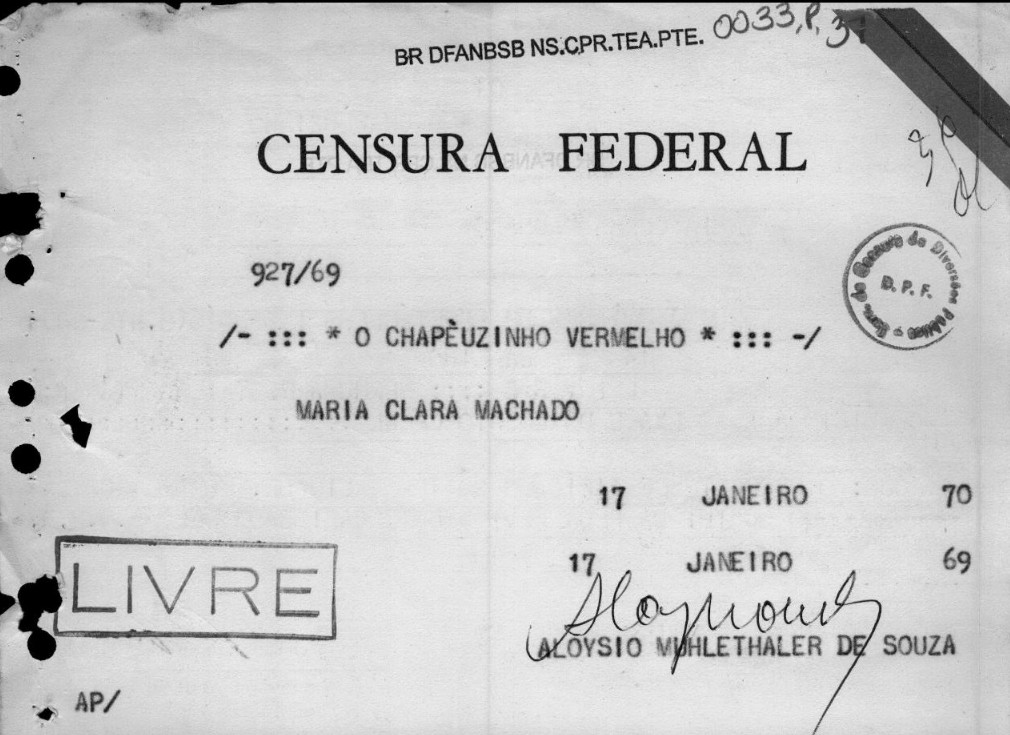 BR DFANBSB NS.CPR.TEA.PTE. 0033, P. 31
CENSURA FEDERAL
927/69
/- ::: * O CHAPÈUZINHO VERMELHO * ::: -/
D. P. F.
MARIA CLARA MACHADO
17 JANEIRO 70
17 JANEIRO 69
LIVRE
ALOYSIO MUHLETHALER DE SOUZA
AP/